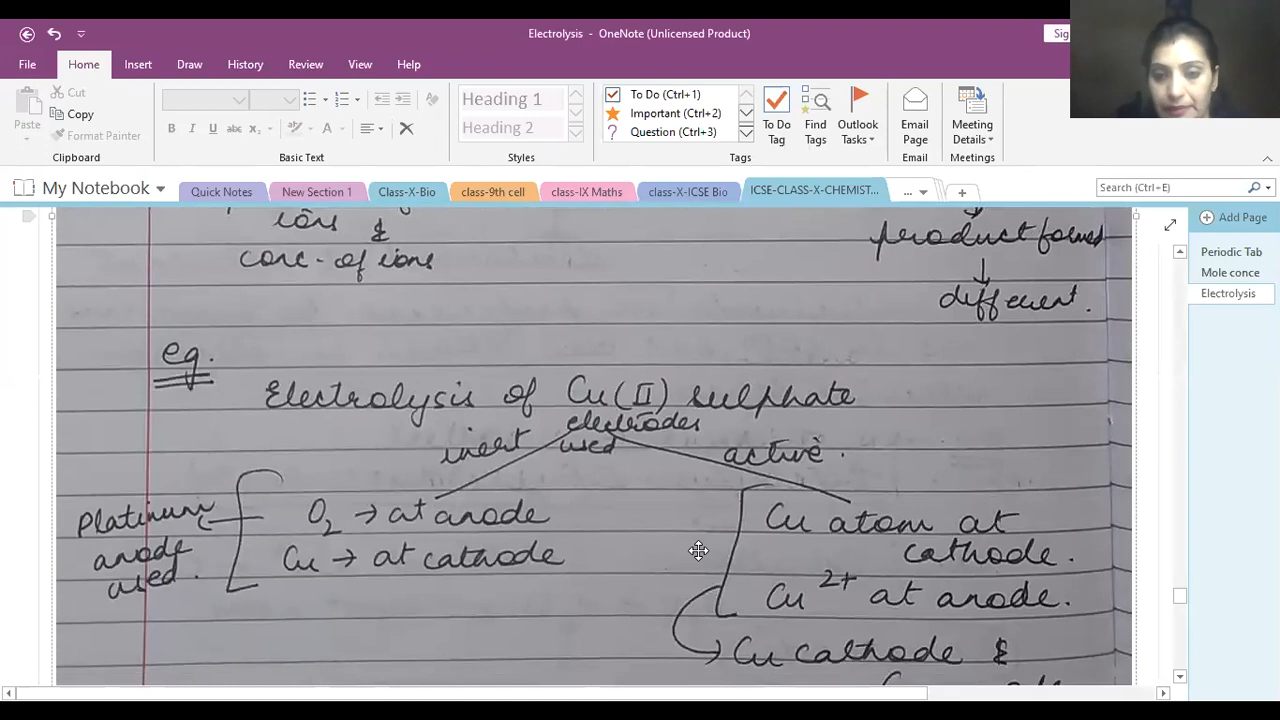 Electrolysis - OneNote (Unlicensed Product)
Sig
File Home Insert Draw History Review View Help
Paste
Cut
Copy
Format Painter
Clipboard
B I U abc x₂ A
Basic Text
Heading 1
Heading 2
Styles
To Do (Ctrl+1)
Important (Ctrl+2)
Question (Ctrl+3)
To Do Tag
Find Tags
Outlook Tasks
Tags
Email Page
Email
Meeting Details
Meetings
My Notebook Quick Notes New Section 1 Class-X-Bio class-9th cell class-IX Maths class-X-ICSE Bio ICSE-CLASS-X-CHEMIST... ...
Search (Ctrl+E)
Add Page
Periodic Tab
Mole conce
Electrolysis
ions &
conc. of ions
product formed
↓
different.
eg.
Electrolysis of Cu(II) sulphate
electrodes used
inert
active.
Platinum anode used.
O₂ → at anode
Cu → at cathode
Cu atom at
cathode.
Cu²⁺ at anode.
→ Cu cathode &